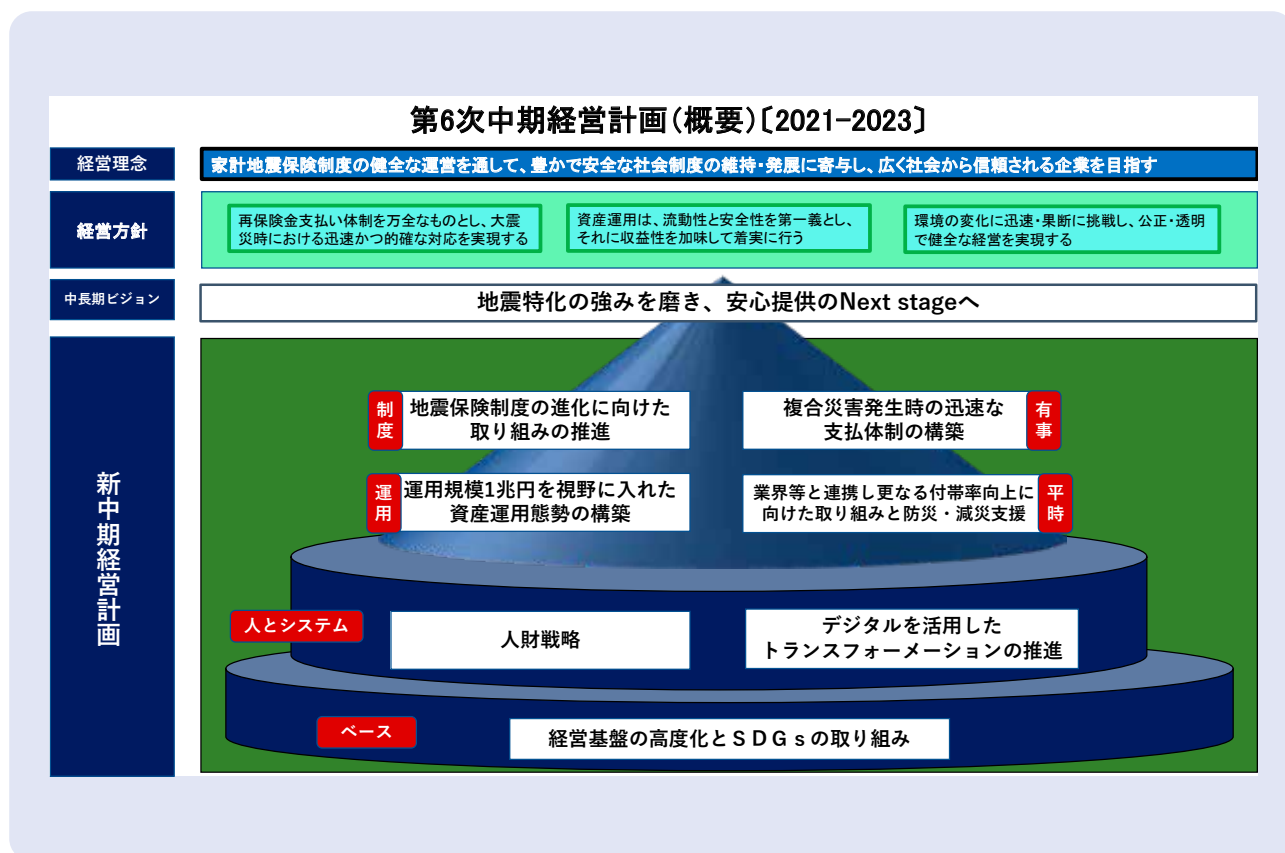 第6次中期経営計画(概要)〔2021−2023〕
経営理念
家計地震保険制度の健全な運営を通して、豊かで安全な社会制度の維持・発展に寄与し、広く社会から信頼される企業を目指す
経営方針
再保険金支払い体制を万全なものとし、大震
災時における迅速かつ的確な対応を実現する
資産運用は、流動性と安全性を第一義とし、
それに収益性を加味して着実に行う
環境の変化に迅速・果断に挑戦し、公正・透明
で健全な経営を実現する
中長期ビジョン
地震特化の強みを磨き、安心提供のNext stageへ
新中期経営計画
制度
地震保険制度の進化に向けた
取り組みの推進
複合災害発生時の迅速な
支払体制の構築
有事
運用
運用規模1兆円を視野に入れた
資産運用態勢の構築
業界等と連携し更なる付帯率向上に
向けた取り組みと防災・減災支援
平時
人とシステム
人財戦略
デジタルを活用した
トランスフォーメーションの推進
ベース
経営基盤の高度化とＳＤＧｓの取り組み